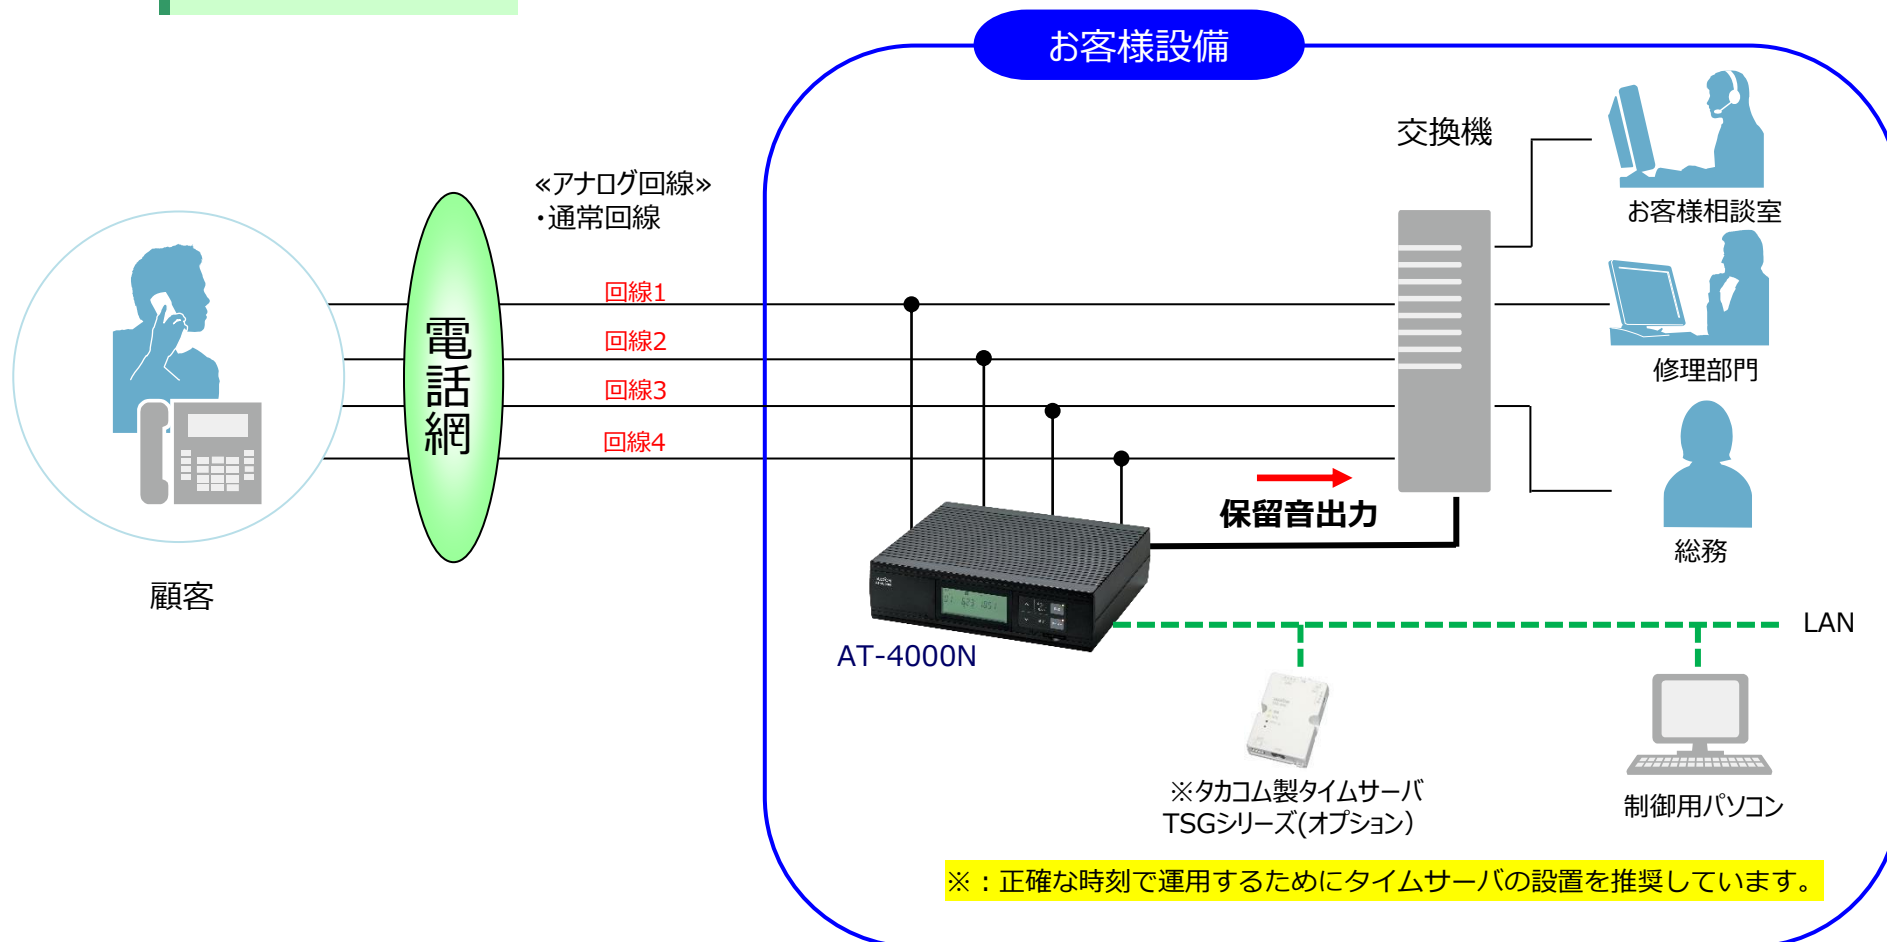 お客様設備
交換機
≪アナログ回線≫
・通常回線
お客様相談室
回線1
回線2
回線3
回線4
電話網
修理部門
保留音出力
総務
顧客
AT-4000N
LAN
※タカコム製タイムサーバ
TSGシリーズ(オプション）
制御用パソコン
※：正確な時刻で運用するためにタイムサーバの設置を推奨しています。